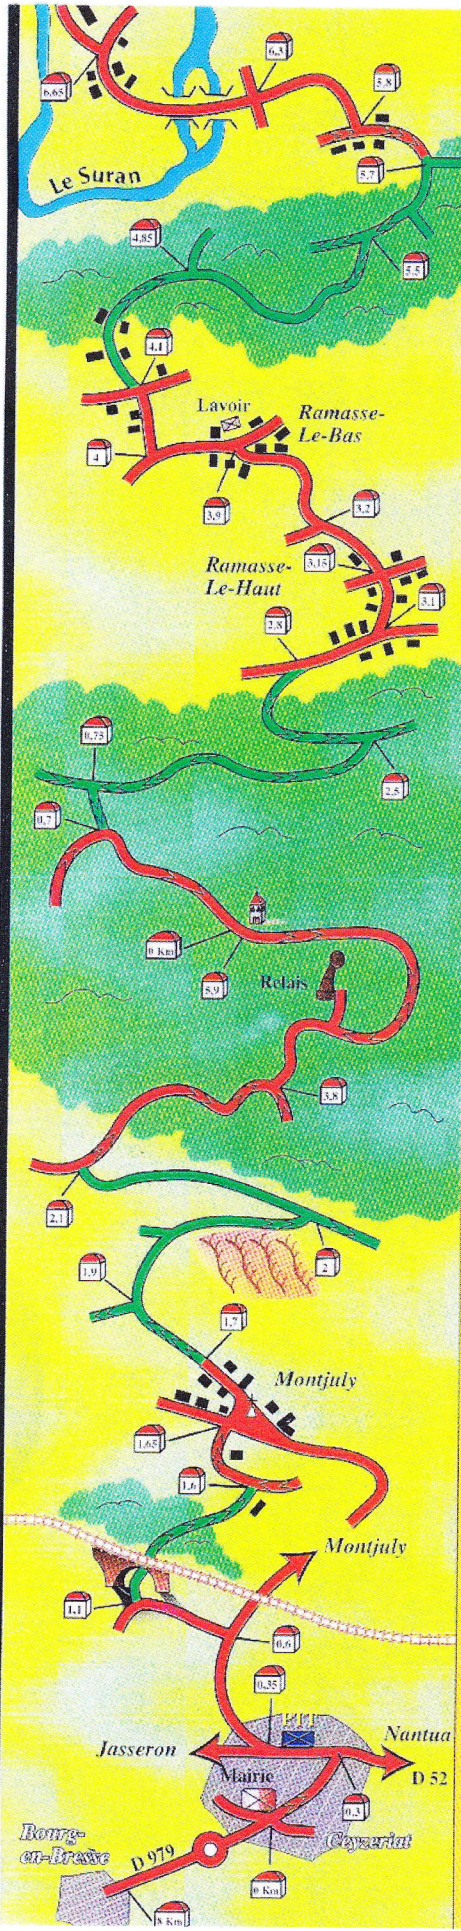 6,3
5,8
6,65
Le Suran
5,7
4,85
5,5
4,1
Lavoir
Ramasse-
Le-Bas
4
3,9
3,2
3,15
Ramasse-
Le-Haut
2,8
3,1
0,75
2,5
0,7
0 Km
5,9
Relais
3,8
2,1
2
1,9
1,7
Montjuly
1,65
1,6
Montjuly
1,1
0,6
0,35
PTT
Jasseron
Nantua
D 52
Mairie
0,3
Bourg-
en-Bresse
Ceyzeriat
D 979
0 Km
8 Km